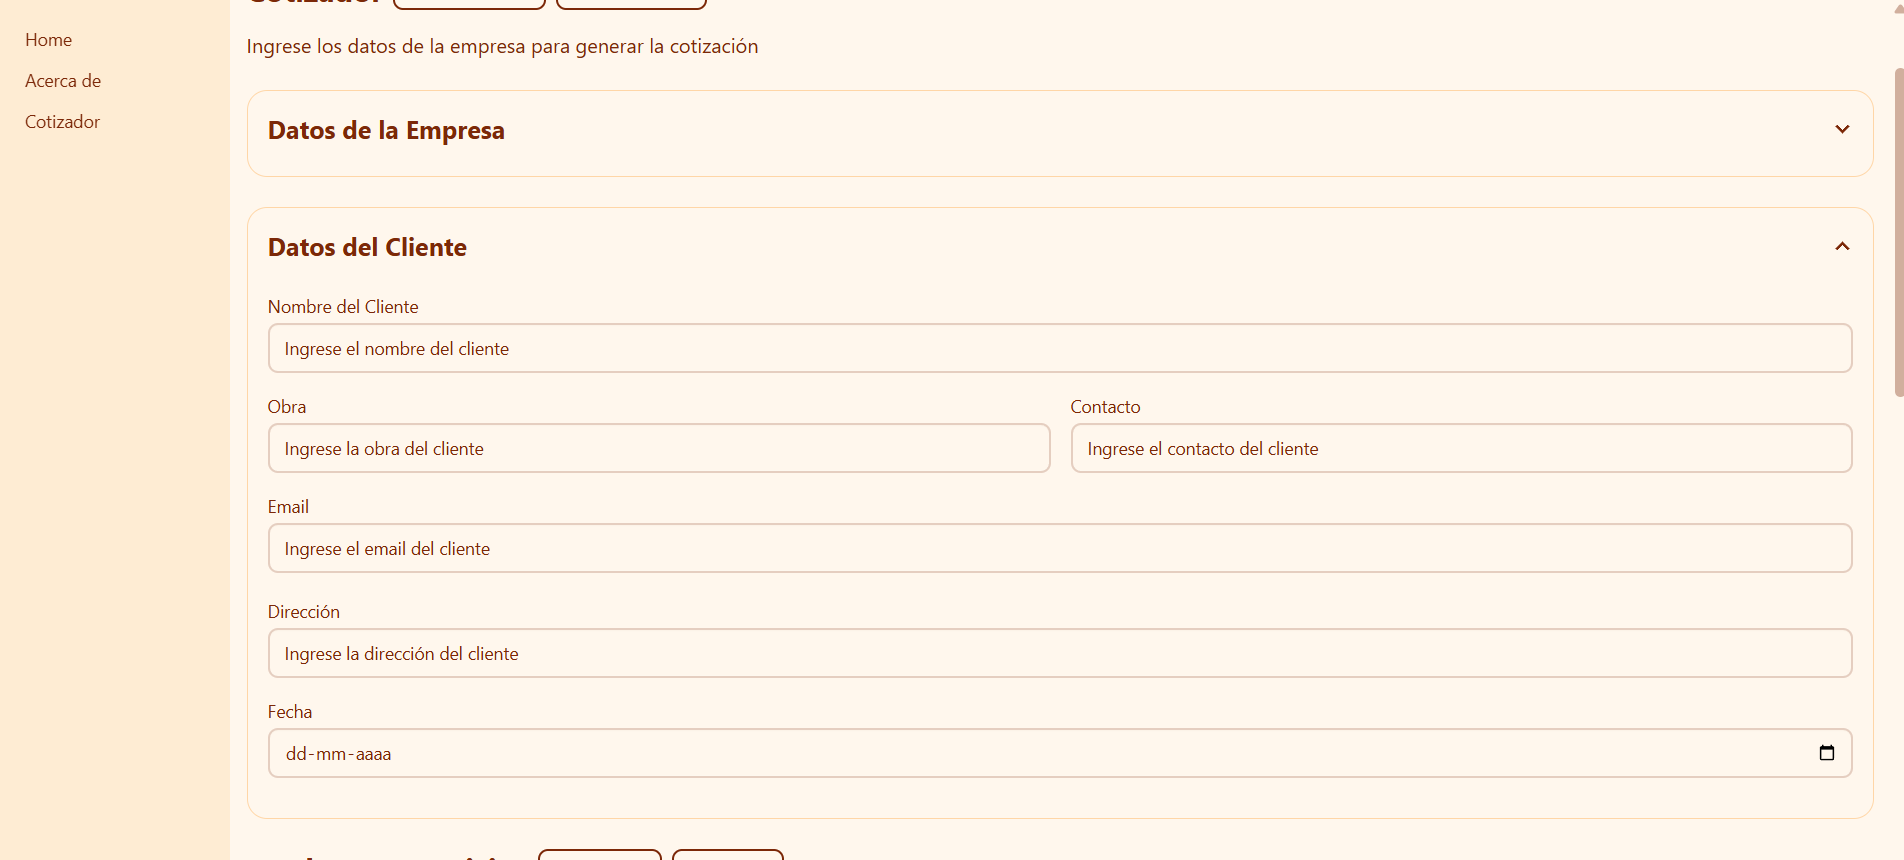 Home
Acerca de
Cotizador
Cotizador
Ingrese los datos de la empresa para generar la cotización
Datos de la Empresa
Datos del Cliente
Nombre del Cliente
Ingrese el nombre del cliente
Obra
Contacto
Ingrese la obra del cliente
Ingrese el contacto del cliente
Email
Ingrese el email del cliente
Dirección
Ingrese la dirección del cliente
Fecha
dd-mm-aaaa